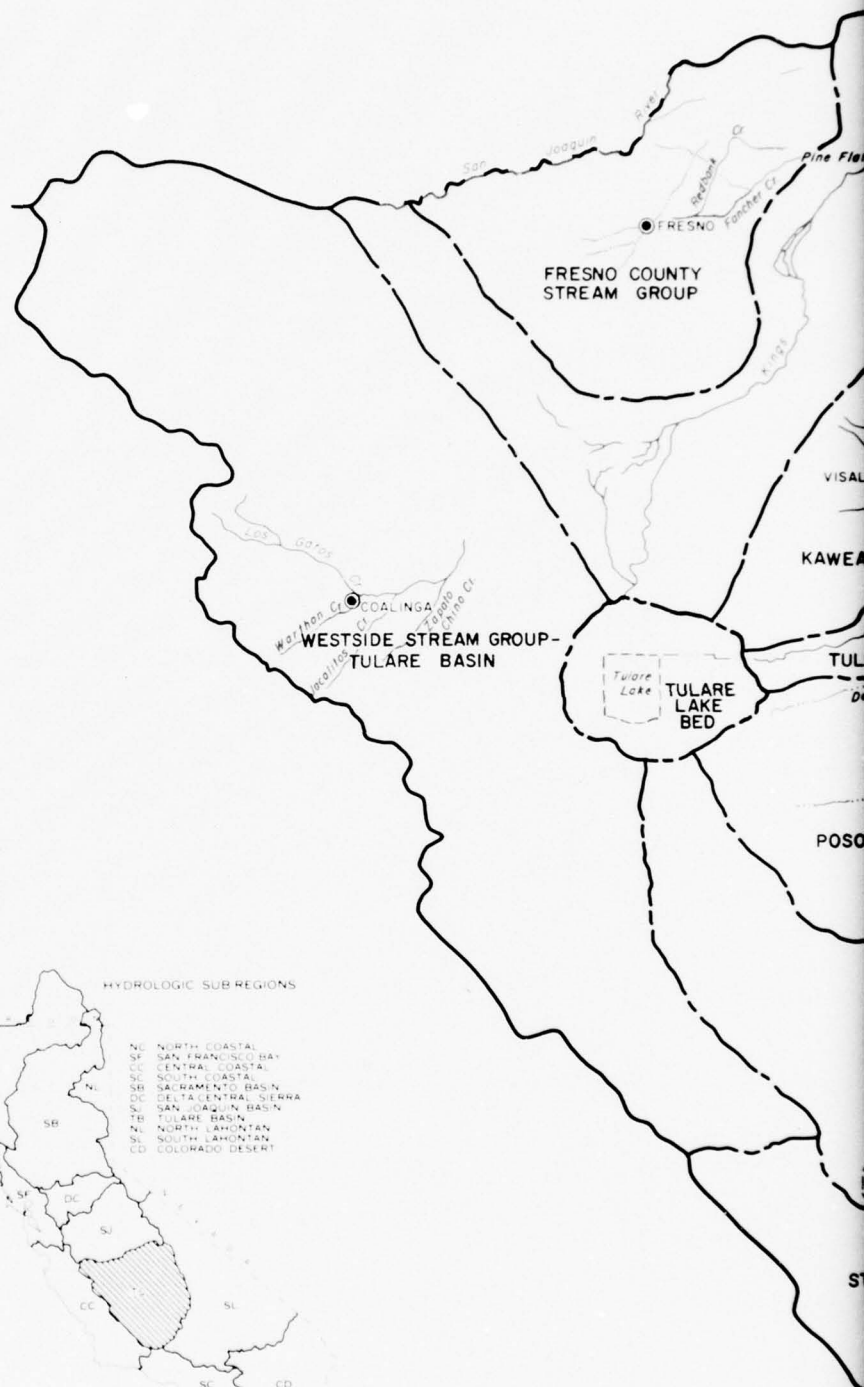 San Joaquin River
Cr.
Redbank
Fancher Cr.
Pine Flat
FRESNO
FRESNO COUNTY
STREAM GROUP
Kings
VISAL
KAWEA
Los Gatos
Cr.
COALINGA
Warthan Cr.
Jacalitos Cr.
Zapato
Chino Cr.
WESTSIDE STREAM GROUP-
TULARE BASIN
Tulare
Lake
TULARE
LAKE
BED
TUL
POSO
HYDROLOGIC SUB REGIONS
NC NORTH COASTAL
SF SAN FRANCISCO BAY
CC CENTRAL COASTAL
SC SOUTH COASTAL
SB SACRAMENTO BASIN
DC DELTA-CENTRAL SIERRA
SJ SAN JOAQUIN BASIN
TB TULARE BASIN
NL NORTH LAHONTAN
SL SOUTH LAHONTAN
CD COLORADO DESERT
NL
SB
SF
DC
SJ
CC
SL
SC
CD
ST